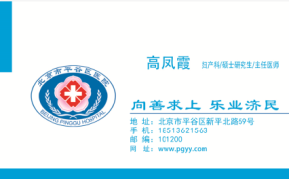 北京市平谷区医院
BEIJING PINGGU HOSPITAL
高凤霞 妇产科/硕士研究生/主任医师
向善求上 乐业济民
地 址：北京市平谷区新平北路59号
手 机：18513621563
邮 编：101200
网 址：www.pgyy.com